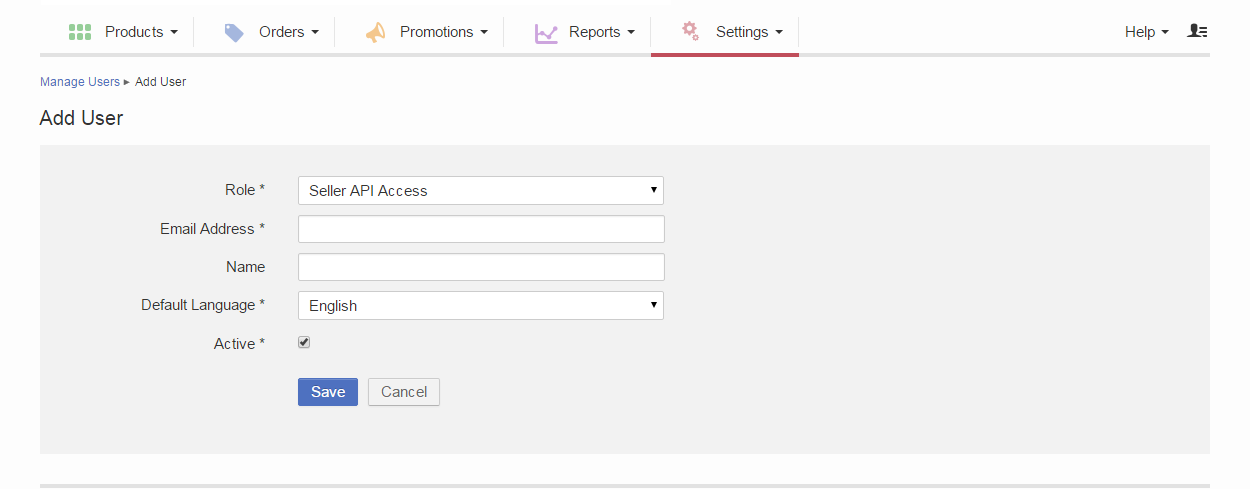 Products Orders Promotions Reports Settings Help
Manage Users ▸ Add User
Add User
Role * Seller API Access
Email Address *
Name
Default Language * English
Active *
Save Cancel